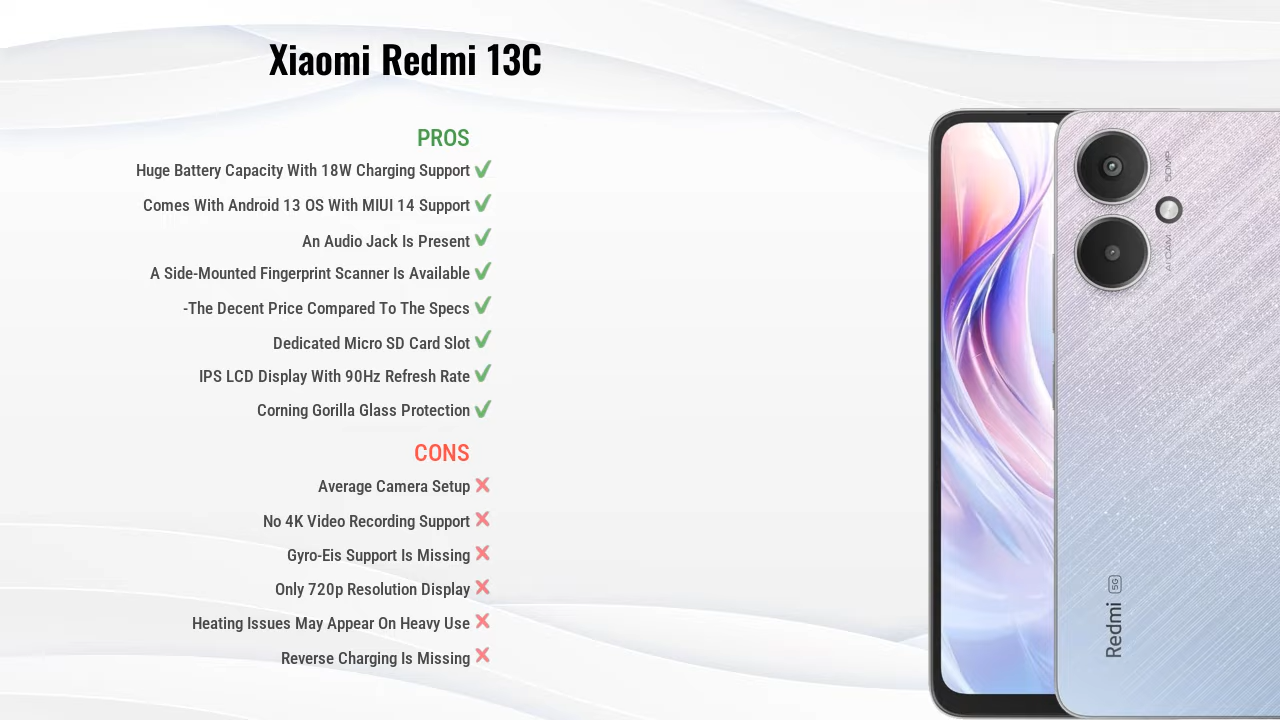 Xiaomi Redmi 13C
PROS
Huge Battery Capacity With 18W Charging Support
Comes With Android 13 OS With MIUI 14 Support
An Audio Jack Is Present
A Side-Mounted Fingerprint Scanner Is Available
-The Decent Price Compared To The Specs
Dedicated Micro SD Card Slot
IPS LCD Display With 90Hz Refresh Rate
Corning Gorilla Glass Protection
CONS
Average Camera Setup
No 4K Video Recording Support
Gyro-Eis Support Is Missing
Only 720p Resolution Display
Heating Issues May Appear On Heavy Use
Reverse Charging Is Missing
Redmi 5G